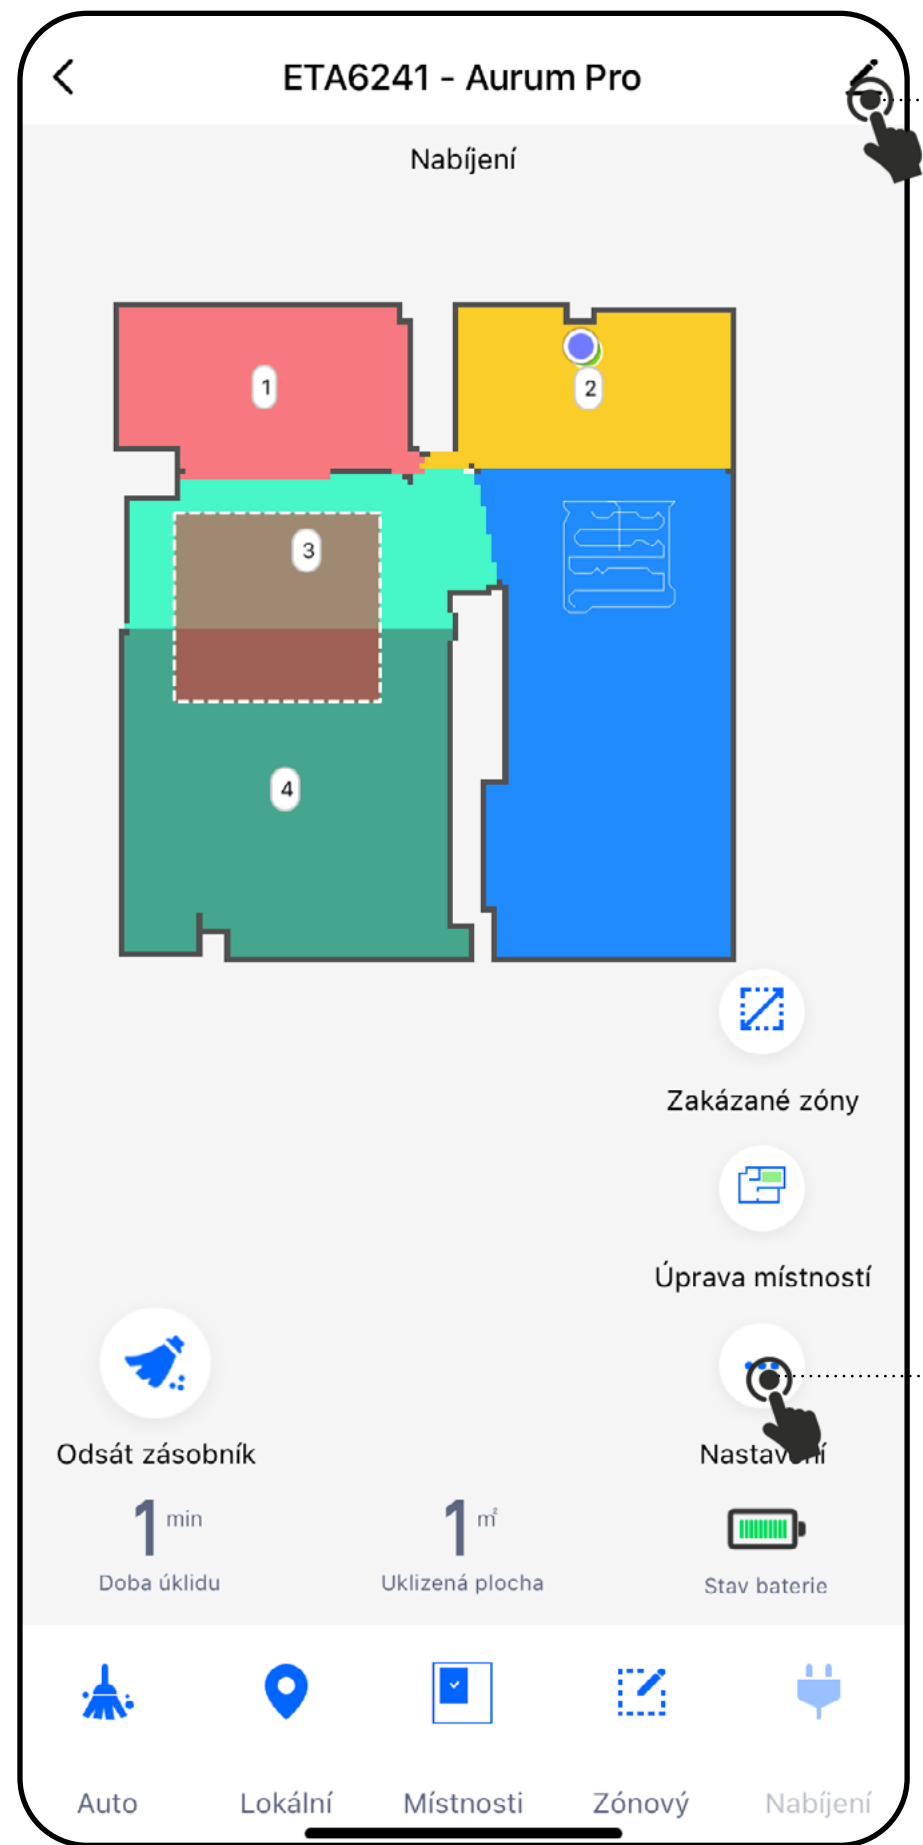 ETA6241 - Aurum Pro
Nabíjení
1
2
3
4
Zakázané zóny
Úprava místností
Odsát zásobník
Nastavení
1 min
1 m²
Doba úklidu
Uklizená plocha
Stav baterie
Auto
Lokální
Místnosti
Zónový
Nabíjení